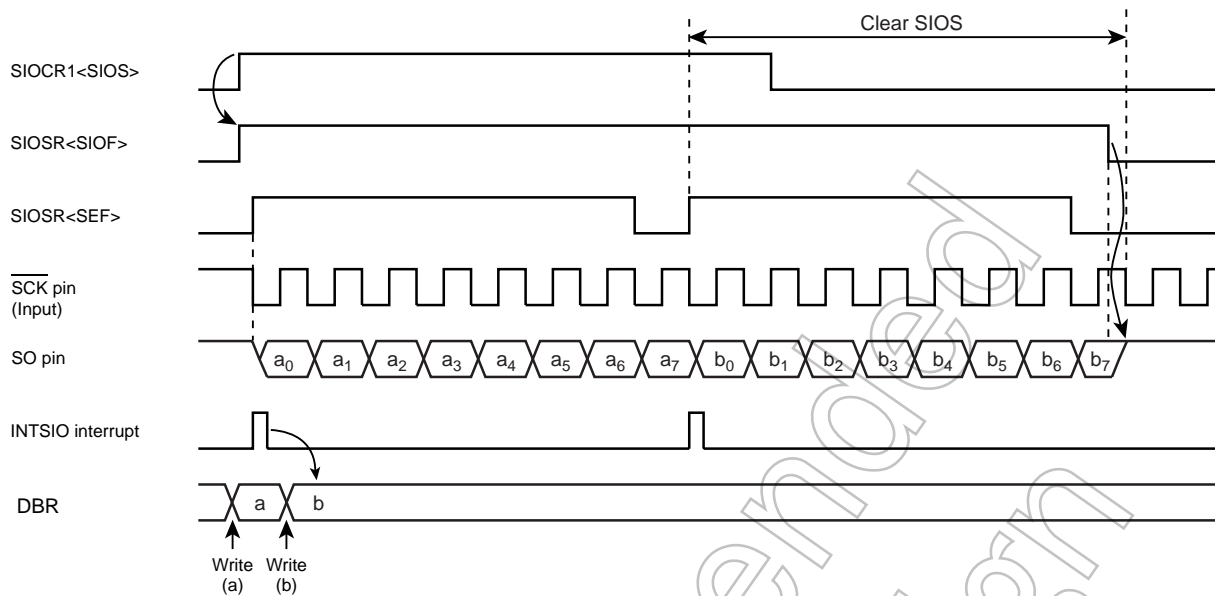 Clear SIOS
SIOCR1<SIOS>
SIOSR<SIOF>
SIOSR<SEF>
SCK pin
(Input)
SO pin
a0 a1 a2 a3 a4 a5 a6 a7 b0 b1 b2 b3 b4 b5 b6 b7
INTSIO interrupt
DBR
a b
Write
(a)
Write
(b)